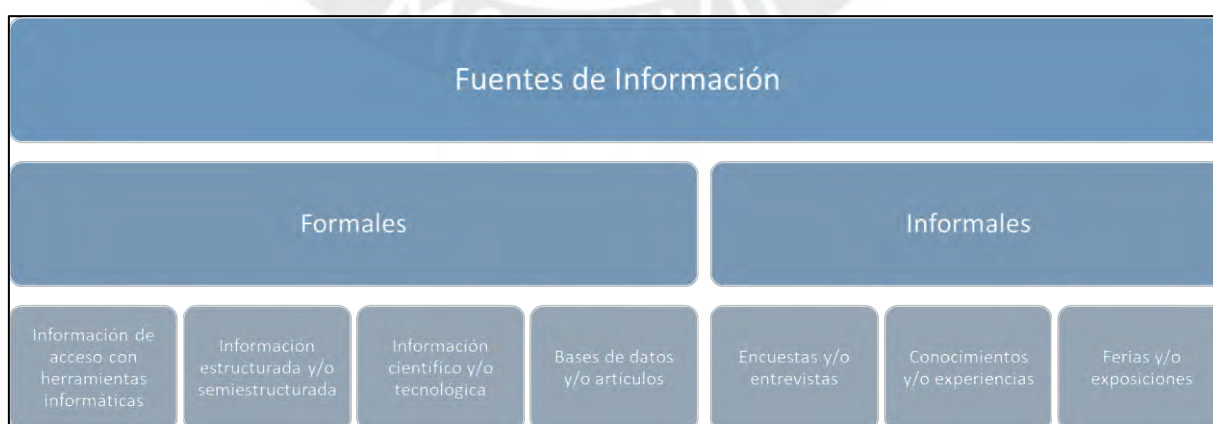 Fuentes de Información
Formales
Informales
Información de
acceso con
herramientas
informáticas
Información
estructurada y/o
semiestructurada
Información
científico y/o
tecnológica
Bases de datos
y/o artículos
Encuestas y/o
entrevistas
Conocimientos
y/o experiencias
Ferias y/o
exposiciones